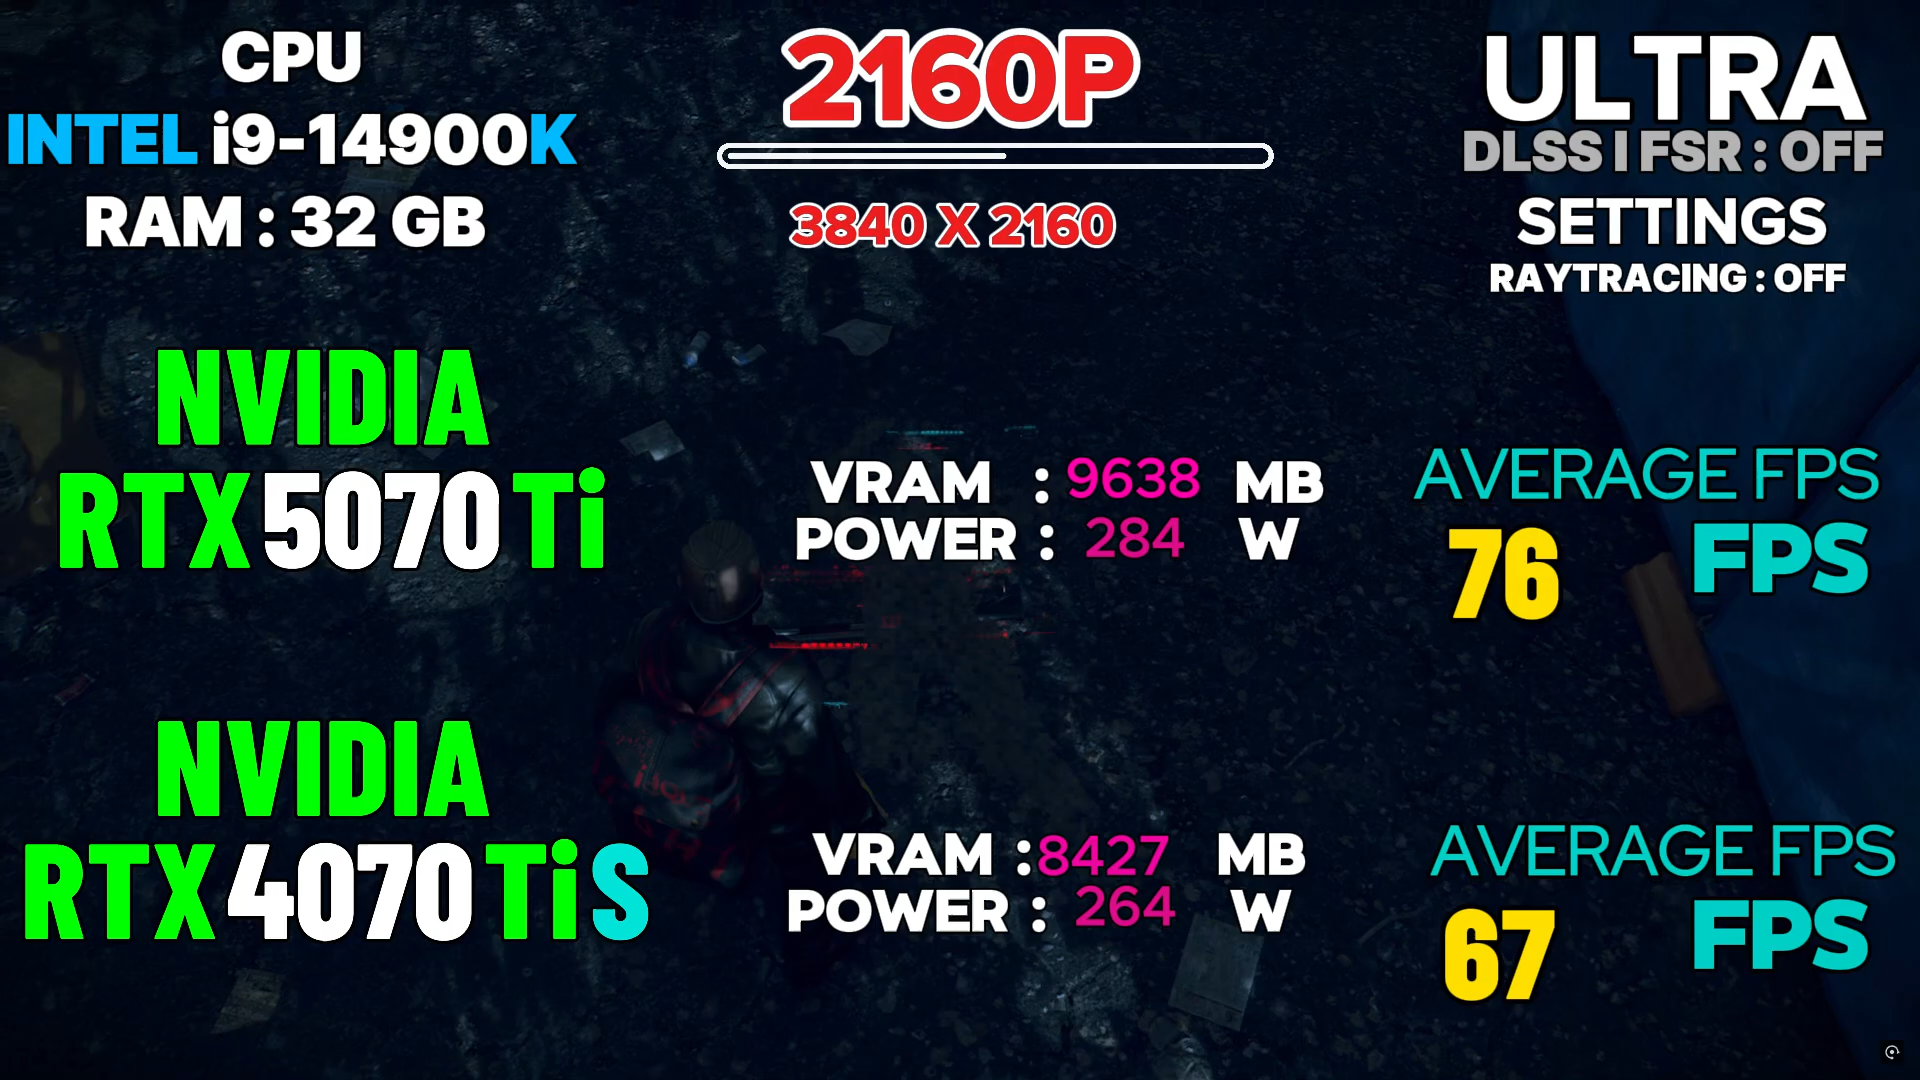 CPU
INTEL i9-14900K
RAM : 32 GB
2160P
3840 X 2160
ULTRA
DLSS I FSR : OFF
SETTINGS
RAYTRACING : OFF
NVIDIA
RTX 5070 Ti
VRAM : 9638 MB
POWER : 284 W
AVERAGE FPS
76 FPS
NVIDIA
RTX 4070 Ti S
VRAM : 8427 MB
POWER : 264 W
AVERAGE FPS
67 FPS